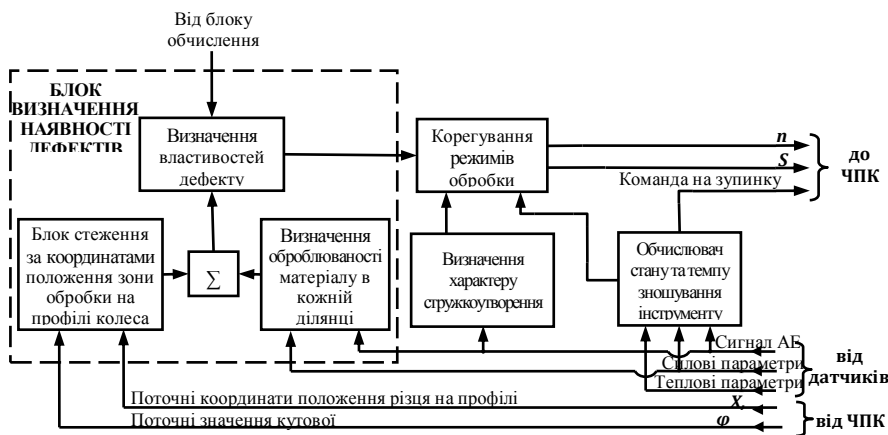 Від блоку
обчислення
БЛОК
ВИЗНАЧЕННЯ
НАЯВНОСТІ
ДЕФЕКТІВ
Визначення
властивостей
дефекту
Корегування
режимів
обробки
n
S
Команда на зупинку
до
ЧПК
Блок стеження
за координатами
положення зони
обробки на
профілі колеса
∑
Визначення
оброблюваності
матеріалу в
кожній
ділянці
Визначення
характеру
стружкоутворення
Обчислювач
стану та темпу
зношування
інструменту
Сигнал АЕ
Силові параметри
Теплові параметри
від
датчиків
Поточні координати положення різця на профілі
X,
Поточні значення кутової
φ
від ЧПК